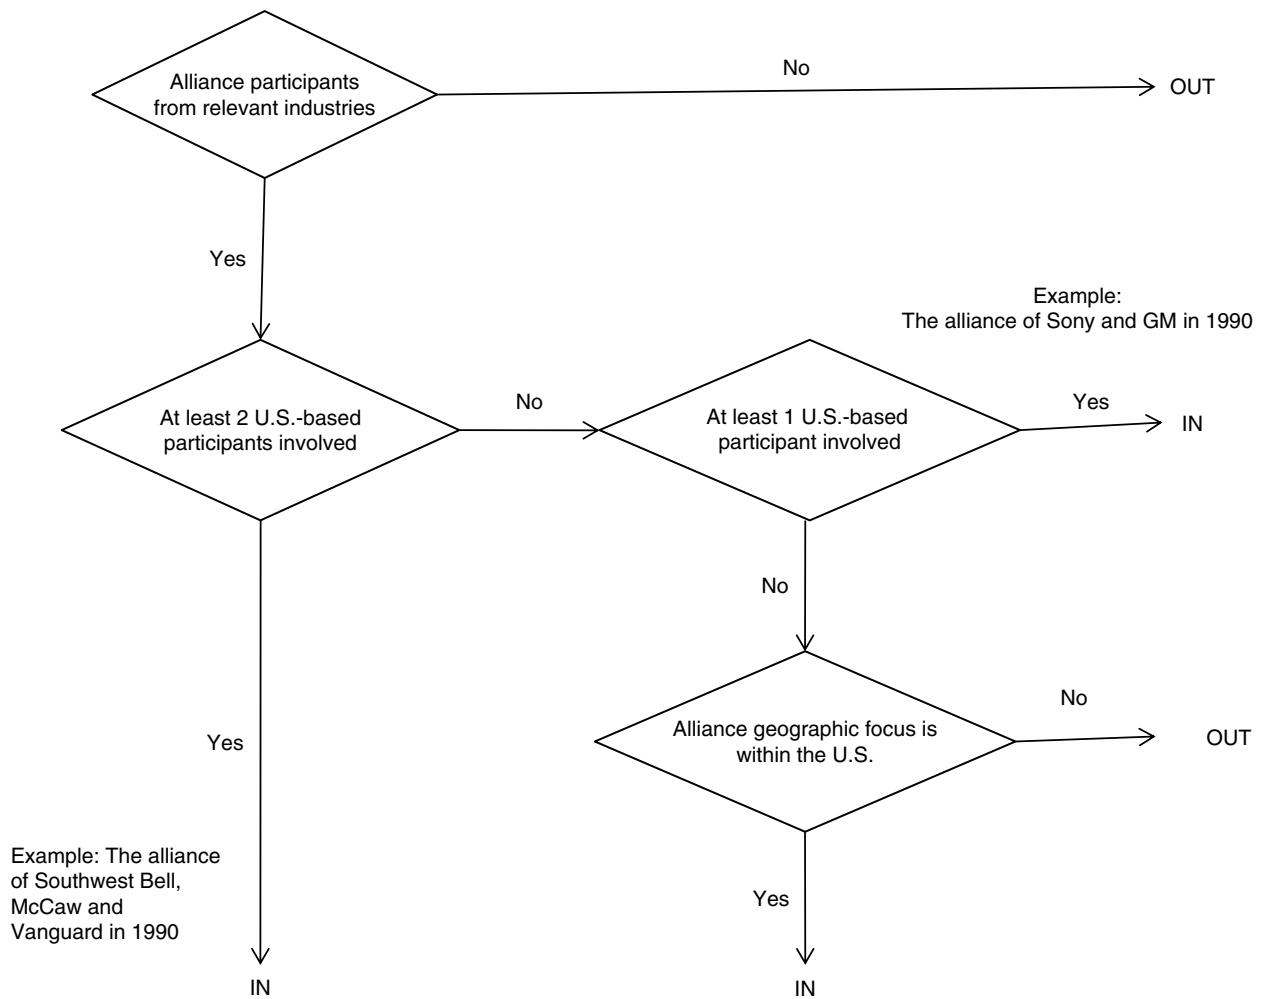 Alliance participants
from relevant industries
No
OUT
Yes
Example:
The alliance of Sony and GM in 1990
At least 2 U.S.-based
participants involved
No
At least 1 U.S.-based
participant involved
Yes
IN
No
Alliance geographic focus is
within the U.S.
No
OUT
Yes
Example: The alliance
of Southwest Bell,
McCaw and
Vanguard in 1990
Yes
IN
IN